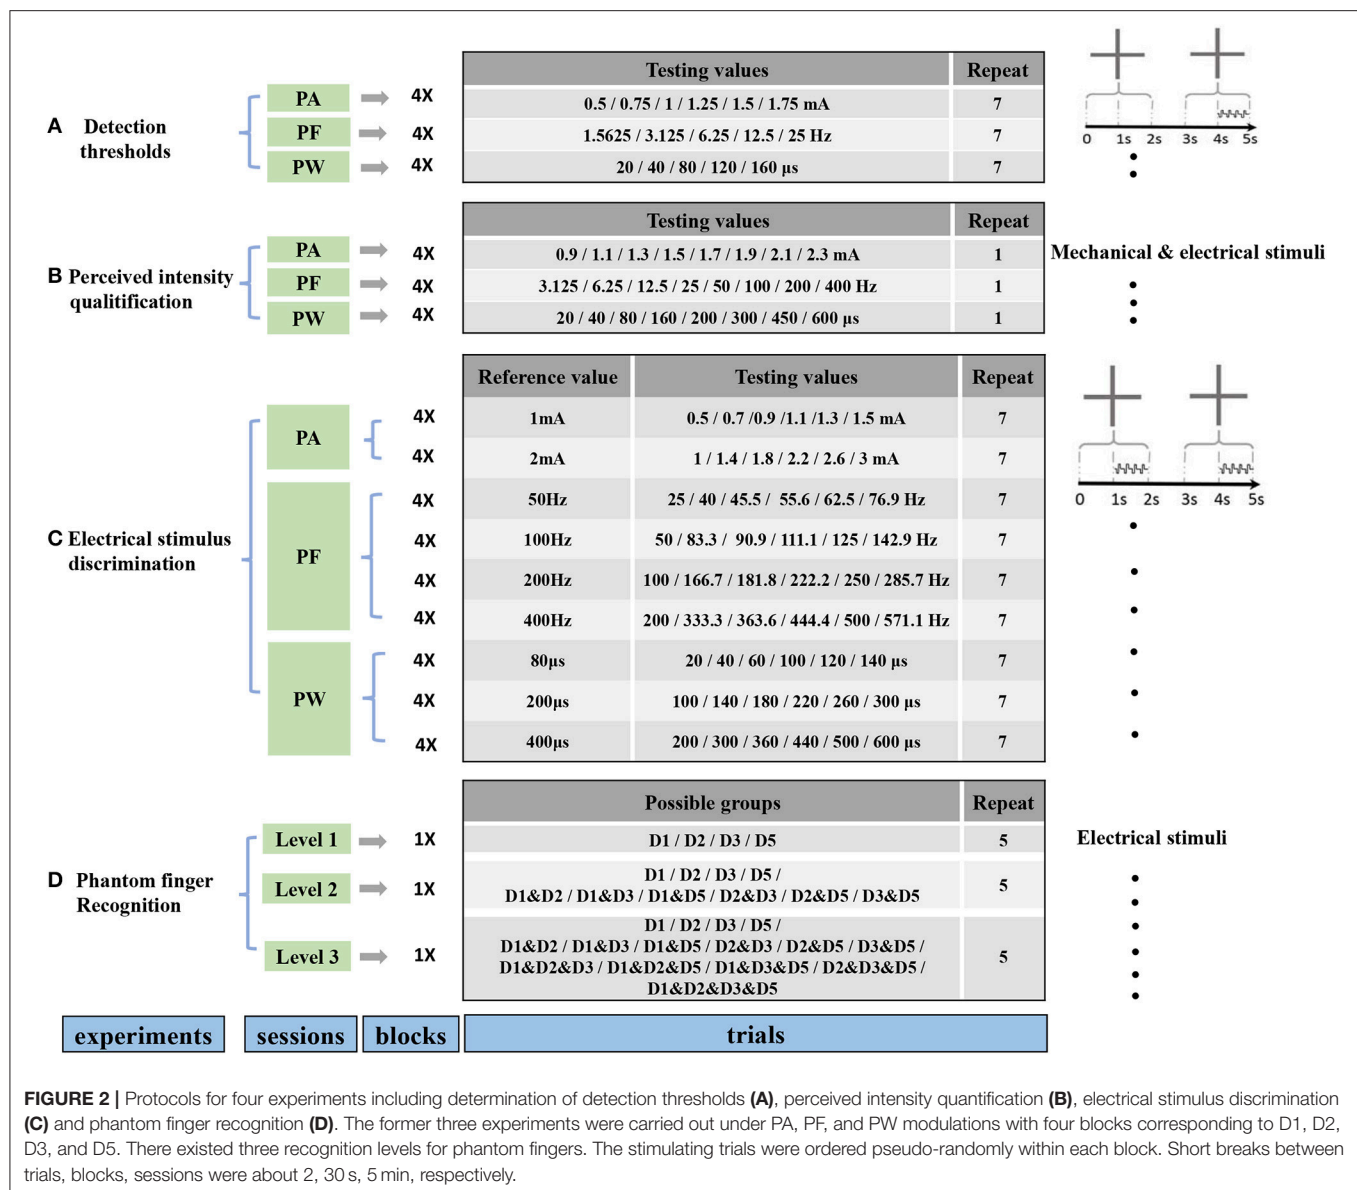 Testing values Repeat
PA 4X 0.5 / 0.75 / 1 / 1.25 / 1.5 / 1.75 mA 7
A Detection thresholds PF 4X 1.5625 / 3.125 / 6.25 / 12.5 / 25 Hz 7
PW 4X 20 / 40 / 80 / 120 / 160 µs 7
0 1s 2s 3s 4s 5s
Testing values Repeat
PA 4X 0.9 / 1.1 / 1.3 / 1.5 / 1.7 / 1.9 / 2.1 / 2.3 mA 1
Mechanical & electrical stimuli
B Perceived intensity qualitification PF 4X 3.125 / 6.25 / 12.5 / 25 / 50 / 100 / 200 / 400 Hz 1
PW 4X 20 / 40 / 80 / 160 / 200 / 300 / 450 / 600 µs 1
Reference value Testing values Repeat
PA 4X 1mA 0.5 / 0.7 /0.9 /1.1 /1.3 / 1.5 mA 7
4X 2mA 1 / 1.4 / 1.8 / 2.2 / 2.6 / 3 mA 7
0 1s 2s 3s 4s 5s
C Electrical stimulus discrimination
PF 4X 50Hz 25 / 40 / 45.5 / 55.6 / 62.5 / 76.9 Hz 7
4X 100Hz 50 / 83.3 / 90.9 / 111.1 / 125 / 142.9 Hz 7
4X 200Hz 100 / 166.7 / 181.8 / 222.2 / 250 / 285.7 Hz 7
4X 400Hz 200 / 333.3 / 363.6 / 444.4 / 500 / 571.1 Hz 7
PW 4X 80µs 20 / 40 / 60 / 100 / 120 / 140 µs 7
4X 200µs 100 / 140 / 180 / 220 / 260 / 300 µs 7
4X 400µs 200 / 300 / 360 / 440 / 500 / 600 µs 7
Possible groups Repeat
Level 1 1X D1 / D2 / D3 / D5 5
Electrical stimuli
D Phantom finger Recognition
Level 2 1X D1 / D2 / D3 / D5 /
D1&D2 / D1&D3 / D1&D5 / D2&D3 / D2&D5 / D3&D5 5
Level 3 1X D1 / D2 / D3 / D5 /
D1&D2 / D1&D3 / D1&D5 / D2&D3 / D2&D5 / D3&D5 /
D1&D2&D3 / D1&D2&D5 / D1&D3&D5 / D2&D3&D5 /
D1&D2&D3&D5 5
experiments sessions blocks trials
FIGURE 2 | Protocols for four experiments including determination of detection thresholds (A), perceived intensity quantification (B), electrical stimulus discrimination
(C) and phantom finger recognition (D). The former three experiments were carried out under PA, PF, and PW modulations with four blocks corresponding to D1, D2,
D3, and D5. There existed three recognition levels for phantom fingers. The stimulating trials were ordered pseudo-randomly within each block. Short breaks between
trials, blocks, sessions were about 2, 30 s, 5 min, respectively.